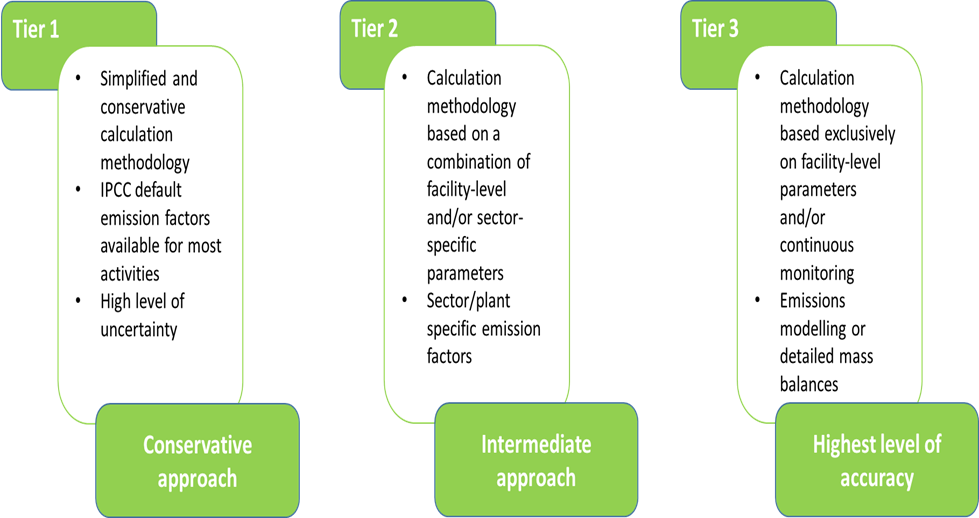 Tier 1
• Simplified and
conservative
calculation
methodology
• IPCC default
emission factors
available for most
activities
• High level of
uncertainty
Conservative
approach
Tier 2
• Calculation
methodology
based on a
combination of
facility-level
and/or sector-
specific
parameters
• Sector/plant
specific emission
factors
Intermediate
approach
Tier 3
• Calculation
methodology
based exclusively
on facility-level
parameters
and/or
continuous
monitoring
• Emissions
modelling or
detailed mass
balances
Highest level of
accuracy